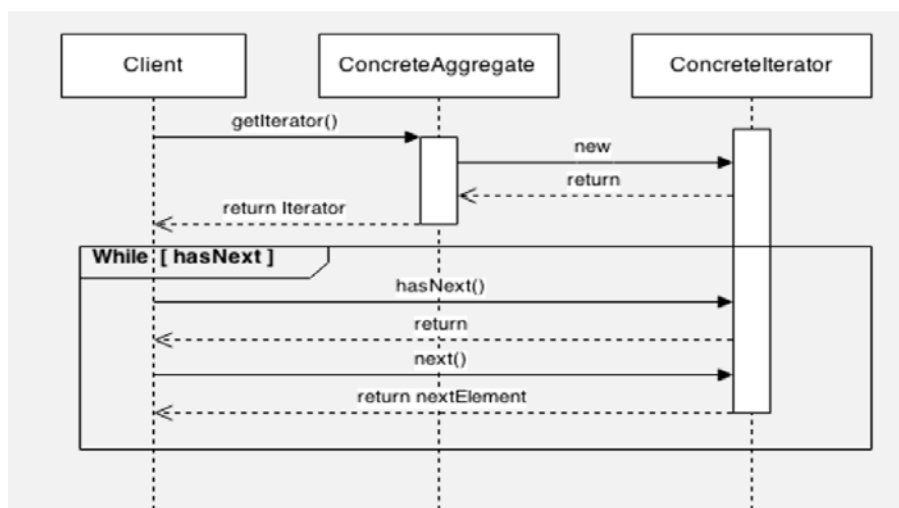 Client
ConcreteAggregate
ConcreteIterator
getIterator()
new
return
return Iterator
While [ hasNext ]
hasNext()
return
next()
return nextElement